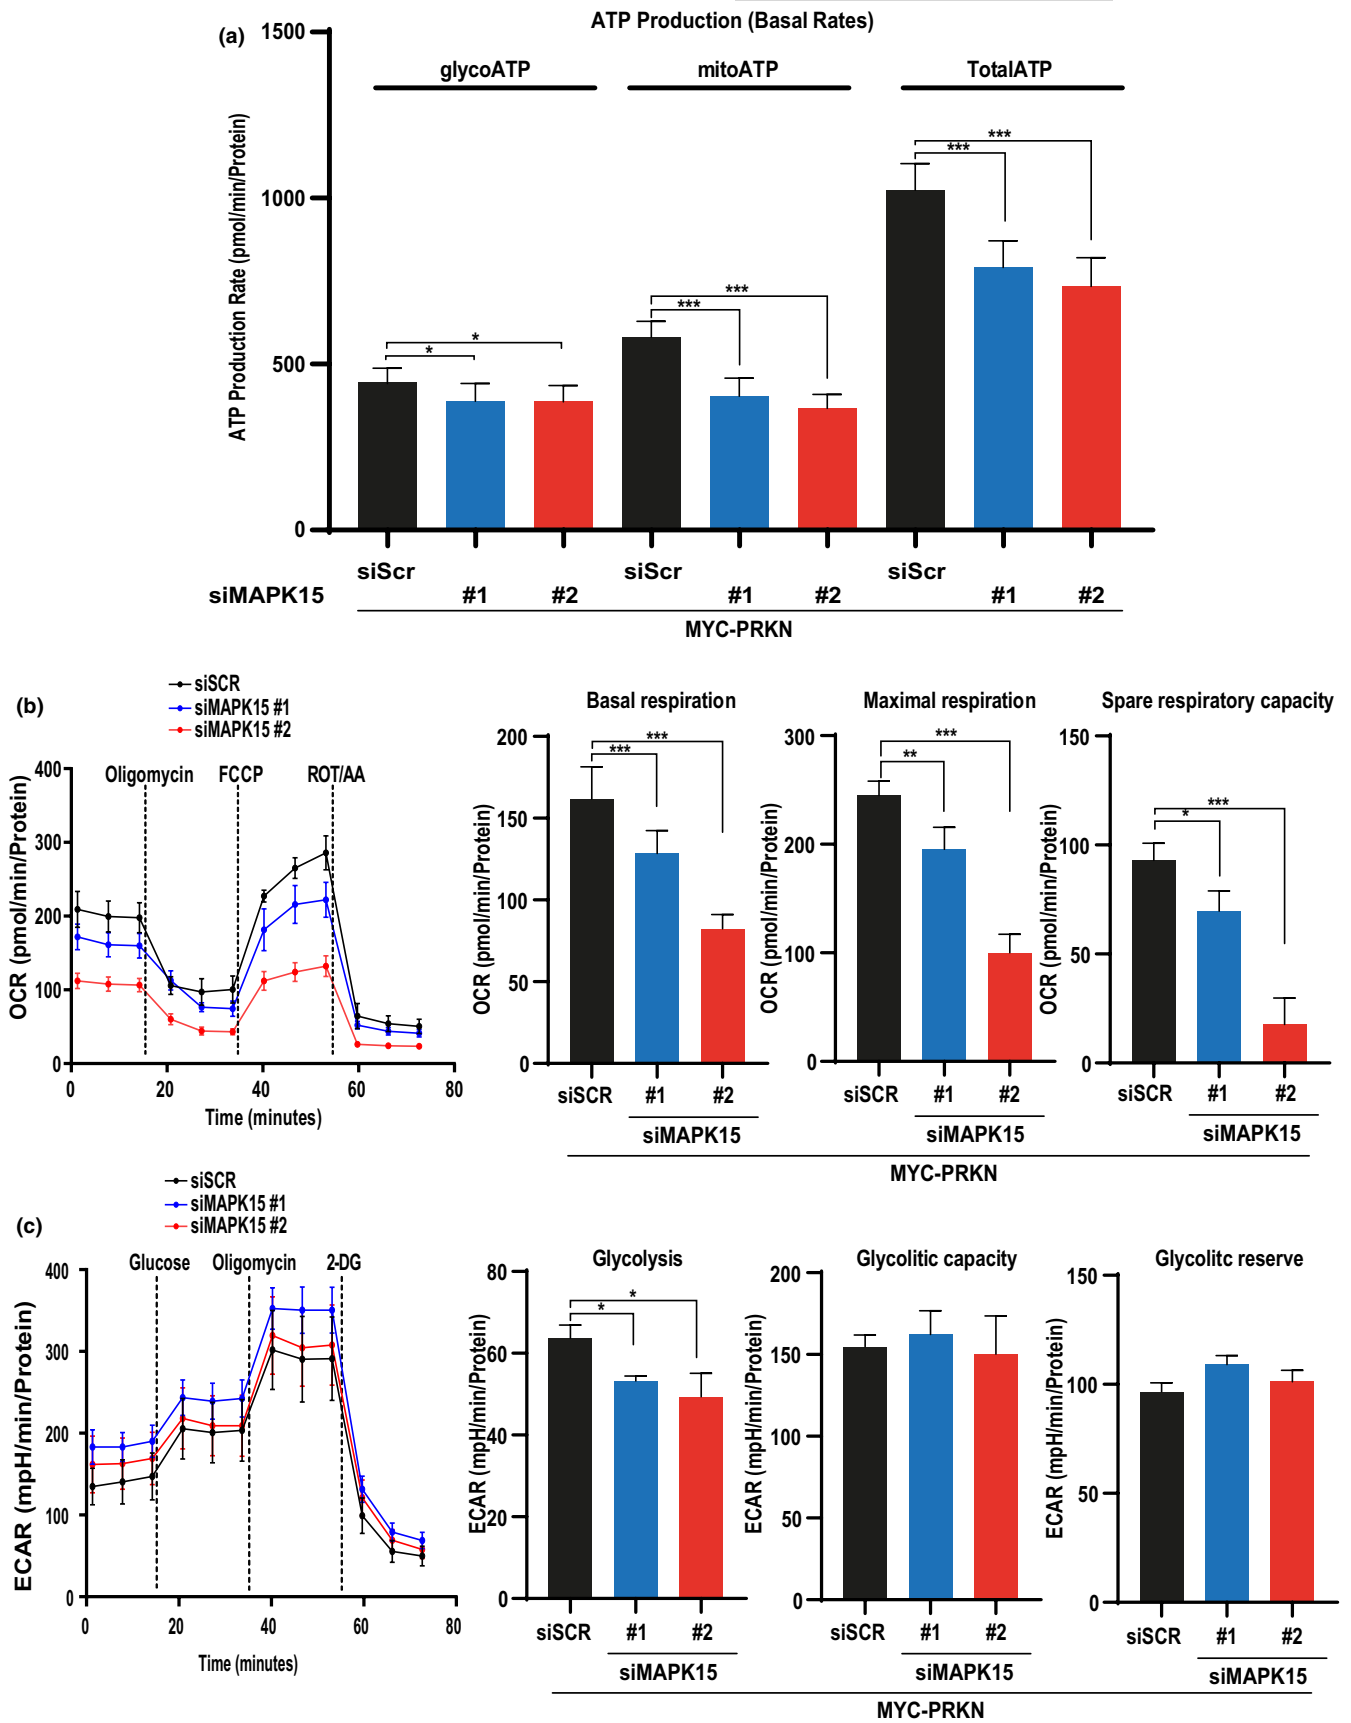 (a)
ATP Production (Basal Rates)
glycoATP mitoATP TotalATP
ATP Production Rate (pmol/min/Protein)
1500
1000
500
0
* *
*** ***
*** ***
siScr siScr siScr
siMAPK15 #1 #2 #1 #2 #1 #2
MYC-PRKN
(b)
siSCR
siMAPK15 #1
siMAPK15 #2
Oligomycin FCCP ROT/AA
OCR (pmol/min/Protein)
400
300
200
100
0
0 20 40 60 80
Time (minutes)
Basal respiration
OCR (pmol/min/Protein)
200
150
100
50
0
*** ***
siSCR #1 #2
siMAPK15
Maximal respiration
OCR (pmol/min/Protein)
300
200
100
0
** ***
siSCR #1 #2
siMAPK15
Spare respiratory capacity
OCR (pmol/min/Protein)
150
100
50
0
* ***
siSCR #1 #2
siMAPK15
MYC-PRKN
(c)
siSCR
siMAPK15 #1
siMAPK15 #2
Glucose Oligomycin 2-DG
ECAR (mpH/min/Protein)
400
300
200
100
0
0 20 40 60 80
Time (minutes)
Glycolysis
ECAR (mpH/min/Protein)
80
60
40
20
0
* *
siSCR #1 #2
siMAPK15
Glycolitic capacity
ECAR (mpH/min/Protein)
200
150
100
50
0
siSCR #1 #2
siMAPK15
Glycolitc reserve
ECAR (mpH/min/Protein)
150
100
50
0
siSCR #1 #2
siMAPK15
MYC-PRKN